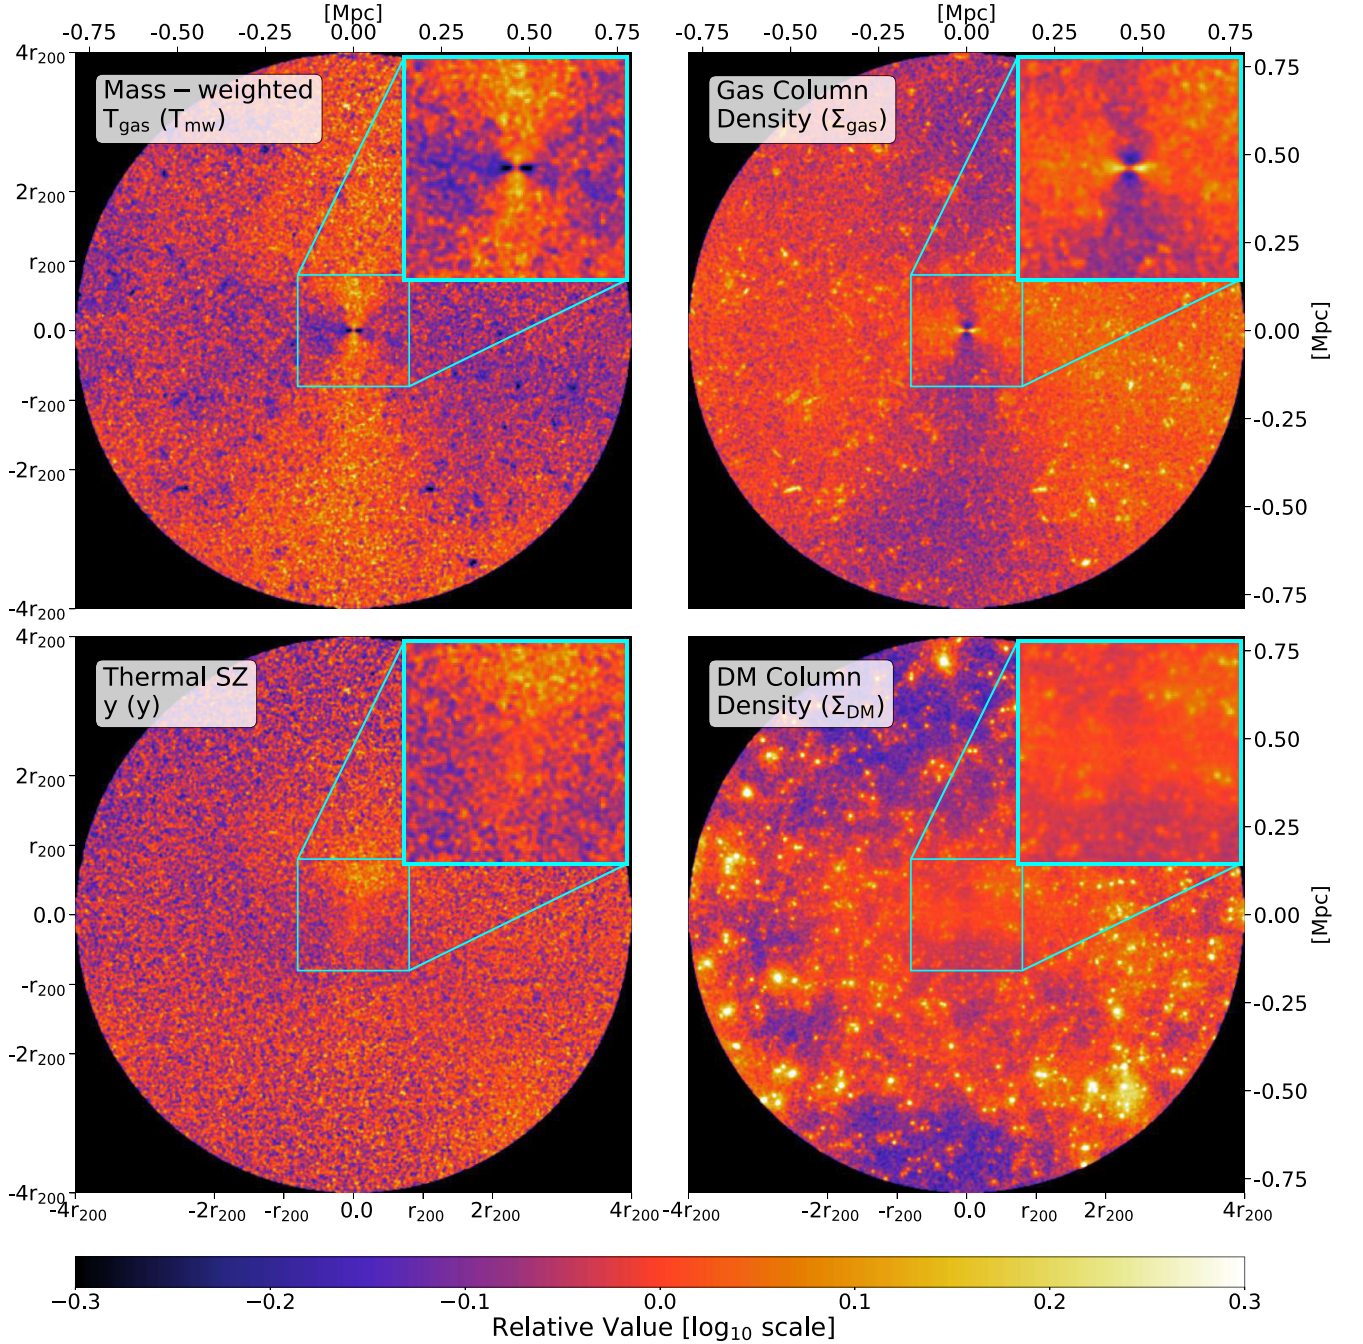 [Mpc] [Mpc]
-0.75 -0.50 -0.25 0.00 0.25 0.50 0.75 -0.75 -0.50 -0.25 0.00 0.25 0.50 0.75
4r₂₀₀
2r₂₀₀
r₂₀₀
0.0
-r₂₀₀
-2r₂₀₀
-4r₂₀₀
Mass − weighted
T_gas (T_mw)
Gas Column
Density (Σ_gas)
0.75
0.50
0.25
0.00
-0.25
-0.50
-0.75
[Mpc]
4r₂₀₀
2r₂₀₀
r₂₀₀
0.0
-r₂₀₀
-2r₂₀₀
-4r₂₀₀
Thermal SZ
y (y)
DM Column
Density (Σ_DM)
0.75
0.50
0.25
0.00
-0.25
-0.50
-0.75
[Mpc]
-4r₂₀₀ -2r₂₀₀ -r₂₀₀ 0.0 r₂₀₀ 2r₂₀₀ 4r₂₀₀ -4r₂₀₀ -2r₂₀₀ -r₂₀₀ 0.0 r₂₀₀ 2r₂₀₀ 4r₂₀₀
−0.3 −0.2 −0.1 0.0 0.1 0.2 0.3
Relative Value [log₁₀ scale]